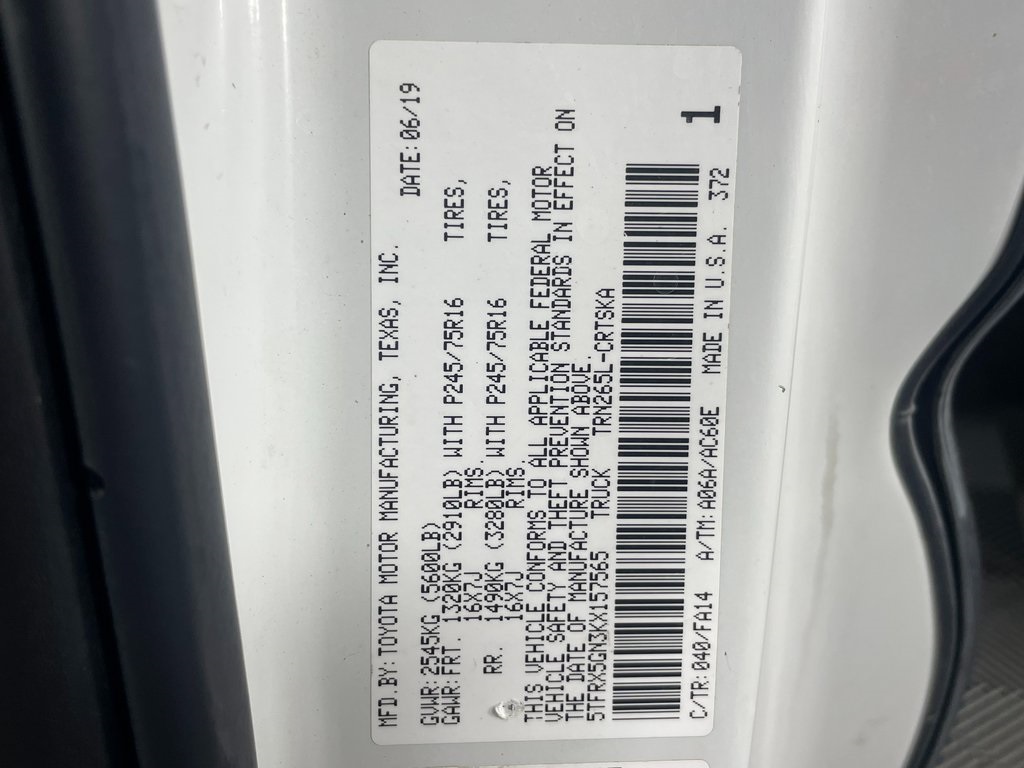 MFD.BY:TOYOTA MOTOR MANUFACTURING, TEXAS, INC.
DATE:06/19
GVWR:2545KG (5600LB)
GAWR:FRT. 1320KG (2910LB) WITH P245/75R16 TIRES,
16X7J RIMS
RR. 1490KG (3280LB) WITH P245/75R16 TIRES,
16X7J RIMS
THIS VEHICLE CONFORMS TO ALL APPLICABLE FEDERAL MOTOR
VEHICLE SAFETY AND THEFT PREVENTION STANDARDS IN EFFECT ON
THE DATE OF MANUFACTURE SHOWN ABOVE.
5TFRX5GN3KX157565 TRUCK TRN265L-CRTSKA
1
C/TR:040/FA14 A/TM:A06A/AC60E MADE IN U.S.A. 372